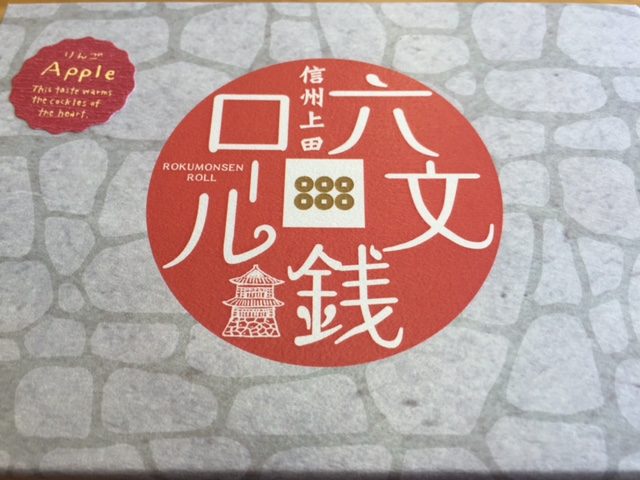 りんご
Apple
This taste warms
the cockles of
the heart.
信州上田
六文銭
ロール
ROKUMONSEN
ROLL